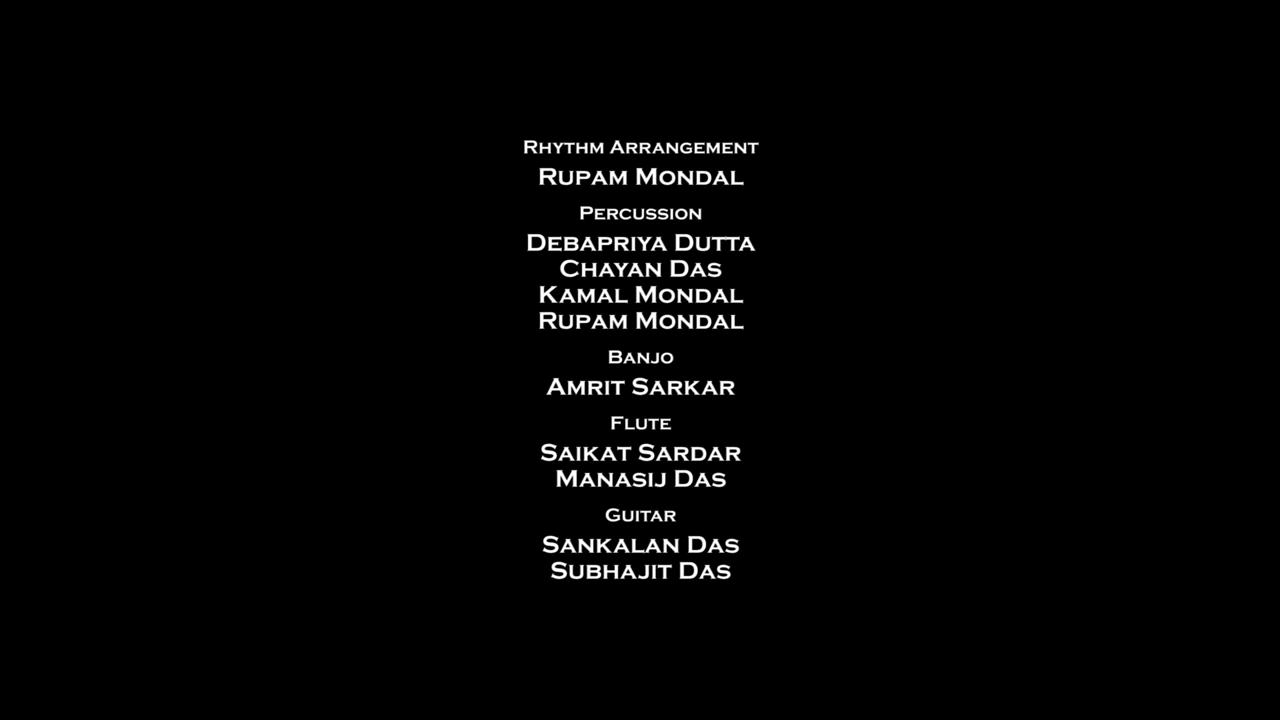 Rhythm Arrangement
Rupam Mondal
Percussion
Debapriya Dutta
Chayan Das
Kamal Mondal
Rupam Mondal
Banjo
Amrit Sarkar
Flute
Saikat Sardar
Manasij Das
Guitar
Sankalan Das
Subhajit Das